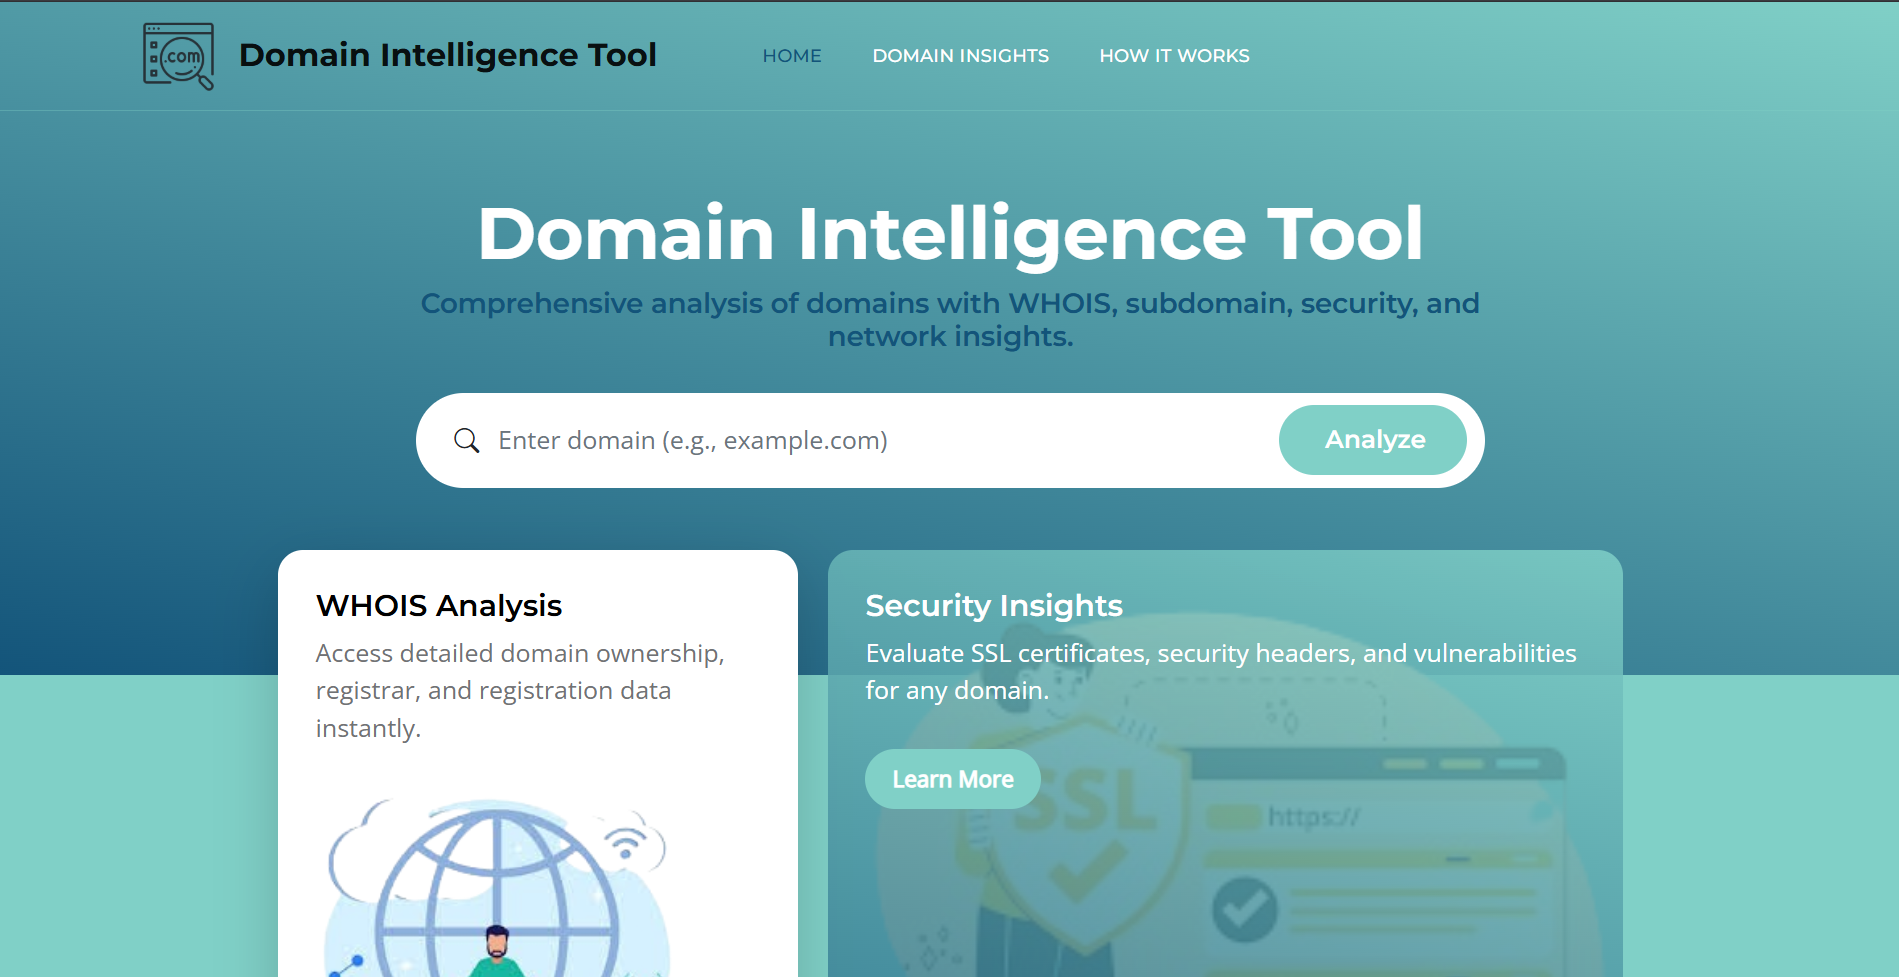 .com
Domain Intelligence Tool
HOME
DOMAIN INSIGHTS
HOW IT WORKS
Domain Intelligence Tool
Comprehensive analysis of domains with WHOIS, subdomain, security, and
network insights.
Enter domain (e.g., example.com)
Analyze
WHOIS Analysis
Access detailed domain ownership,
registrar, and registration data
instantly.
Security Insights
Evaluate SSL certificates, security headers, and vulnerabilities
for any domain.
Learn More
SSL
https://